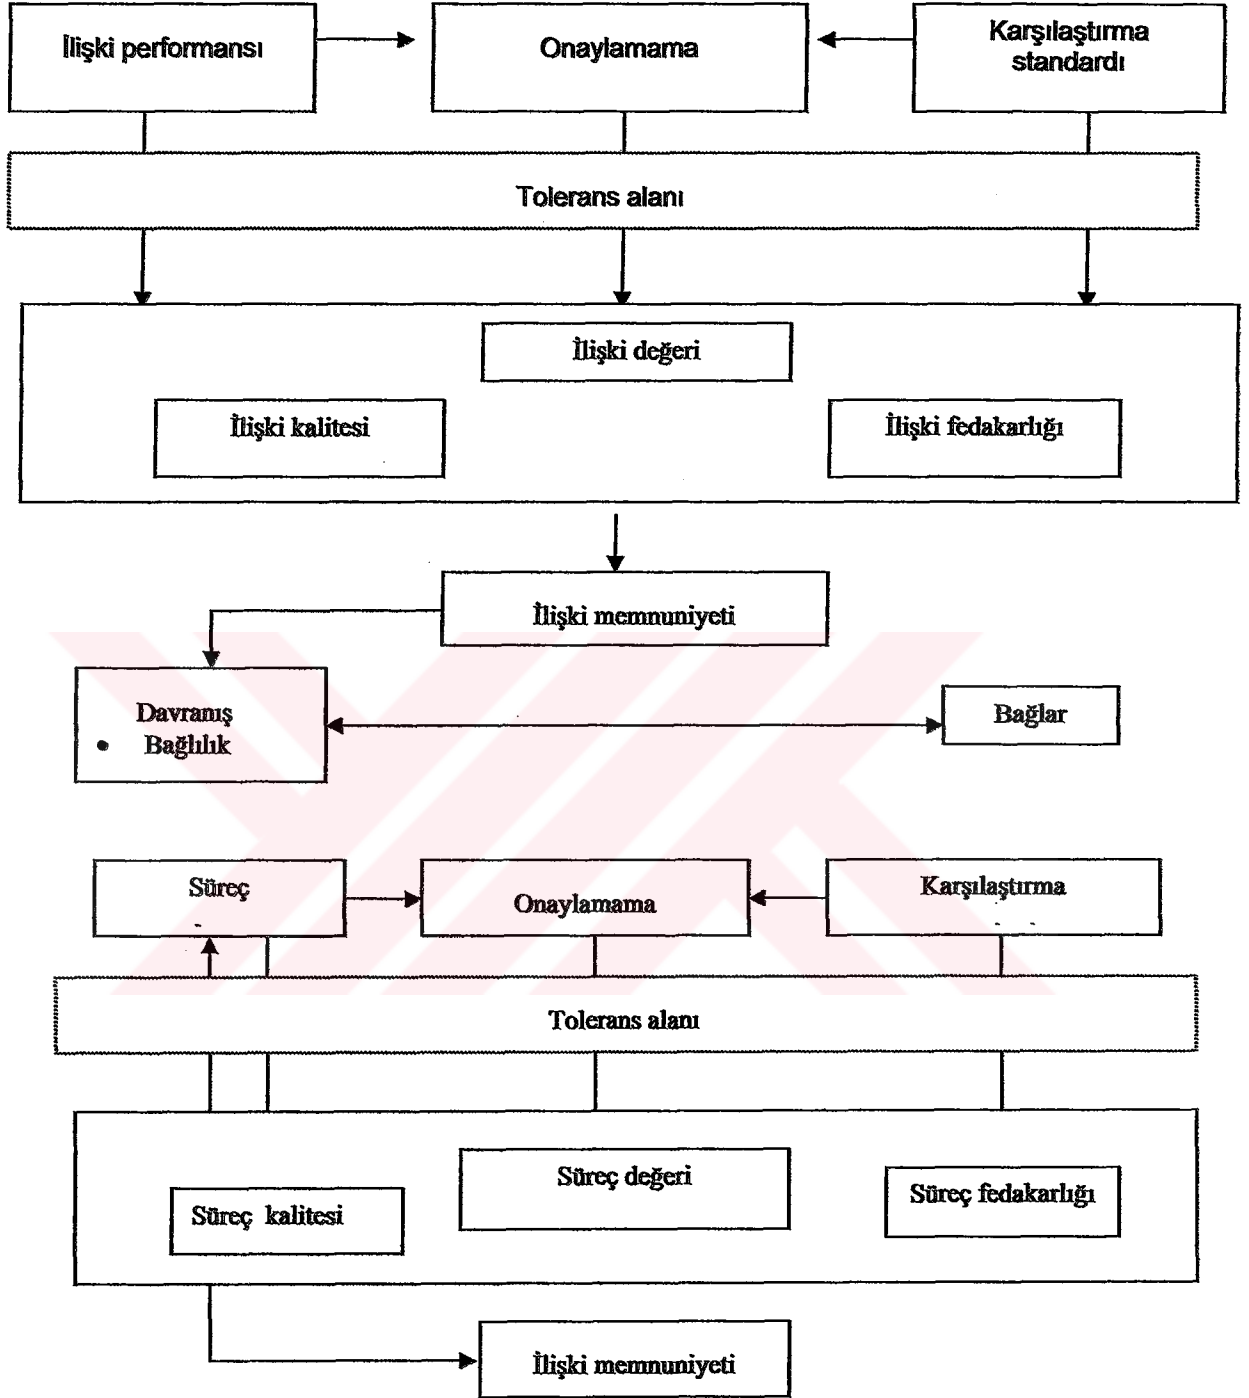 İlişki performansı
Onaylamama
Karşılaştırma
standardı
Tolerans alanı
İlişki değeri
İlişki kalitesi
İlişki fedakarlığı
İlişki memnuniyeti
Davranış
• Bağlılık
Bağlar
Süreç
Onaylamama
Karşılaştırma
Tolerans alanı
Süreç değeri
Süreç fedakarlığı
Süreç kalitesi
İlişki memnuniyeti